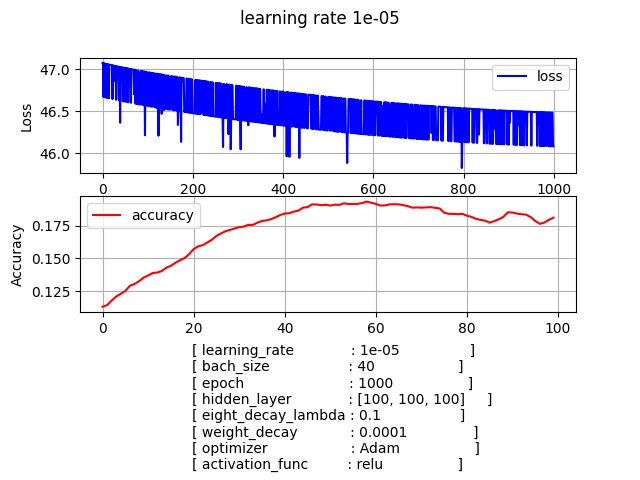 learning rate 1e-05
47.0
46.5
46.0
Loss
loss
0 200 400 600 800 1000
0.175
0.150
0.125
Accuracy
accuracy
0 20 40 60 80 100
[ learning_rate : 1e-05 ]
[ bach_size : 40 ]
[ epoch : 1000 ]
[ hidden_layer : [100, 100, 100] ]
[ eight_decay_lambda : 0.1 ]
[ weight_decay : 0.0001 ]
[ optimizer : Adam ]
[ activation_func : relu ]